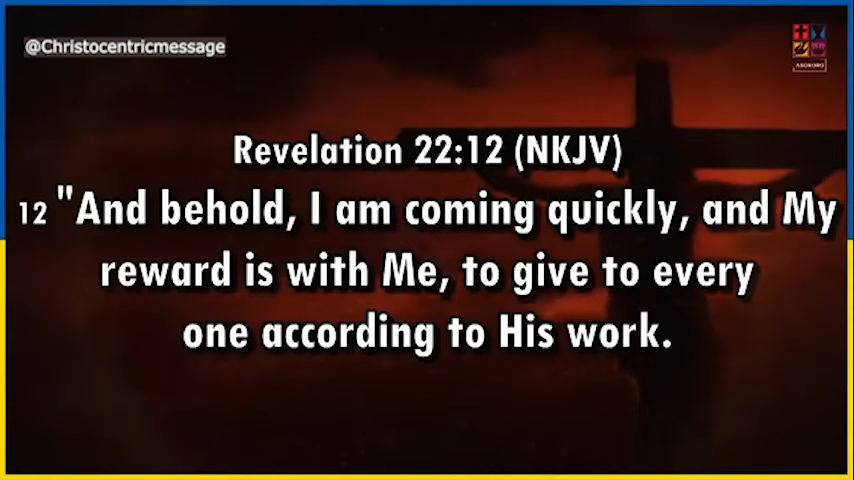 @Christocentricmessage
ASOKORO
Revelation 22:12 (NKJV)
12 "And behold, I am coming quickly, and My
reward is with Me, to give to every
one according to His work.